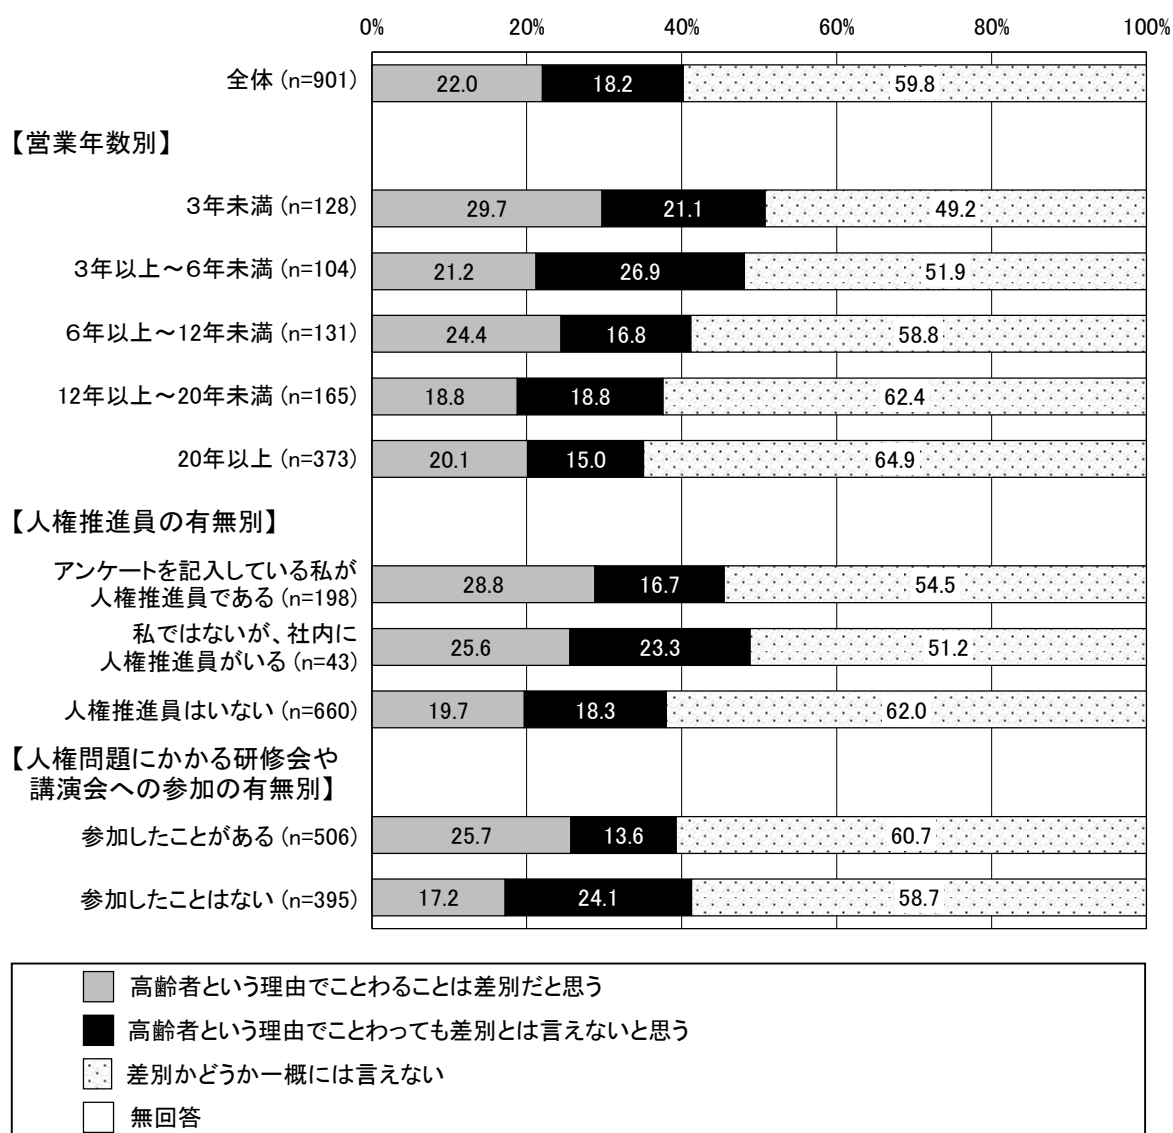 0% 20% 40% 60% 80% 100%
全体 (n=901) 22.0 18.2 59.8
【営業年数別】
3年未満 (n=128) 29.7 21.1 49.2
3年以上～6年未満 (n=104) 21.2 26.9 51.9
6年以上～12年未満 (n=131) 24.4 16.8 58.8
12年以上～20年未満 (n=165) 18.8 18.8 62.4
20年以上 (n=373) 20.1 15.0 64.9
【人権推進員の有無別】
アンケートを記入している私が
人権推進員である (n=198) 28.8 16.7 54.5
私ではないが、社内に
人権推進員がいる (n=43) 25.6 23.3 51.2
人権推進員はいない (n=660) 19.7 18.3 62.0
【人権問題にかかる研修会や
講演会への参加の有無別】
参加したことがある (n=506) 25.7 13.6 60.7
参加したことはない (n=395) 17.2 24.1 58.7
高齢者という理由でことわることは差別だと思う
高齢者という理由でことわっても差別とは言えないと思う
差別かどうか一概には言えない
無回答